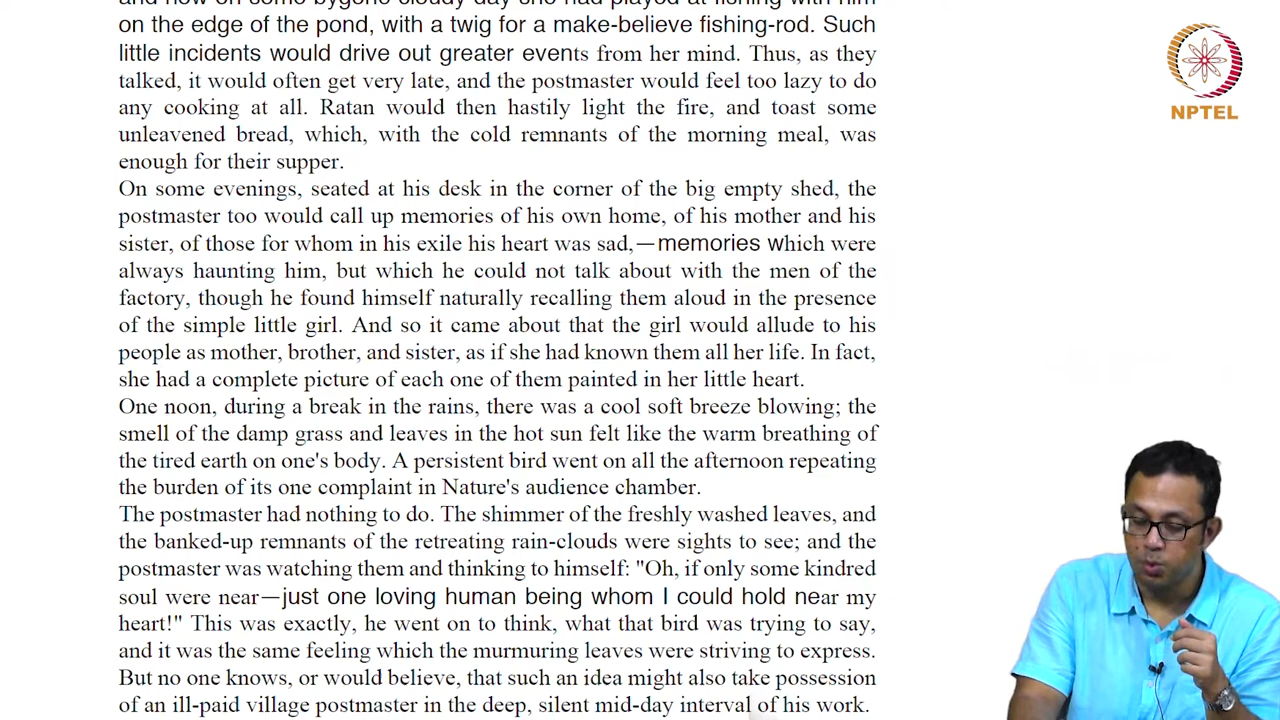 and how on some bygone cloudy day she had played at fishing with him
on the edge of the pond, with a twig for a make-believe fishing-rod. Such
little incidents would drive out greater events from her mind. Thus, as they
talked, it would often get very late, and the postmaster would feel too lazy to do
any cooking at all. Ratan would then hastily light the fire, and toast some
unleavened bread, which, with the cold remnants of the morning meal, was
enough for their supper.
On some evenings, seated at his desk in the corner of the big empty shed, the
postmaster too would call up memories of his own home, of his mother and his
sister, of those for whom in his exile his heart was sad,—memories which were
always haunting him, but which he could not talk about with the men of the
factory, though he found himself naturally recalling them aloud in the presence
of the simple little girl. And so it came about that the girl would allude to his
people as mother, brother, and sister, as if she had known them all her life. In fact,
she had a complete picture of each one of them painted in her little heart.
One noon, during a break in the rains, there was a cool soft breeze blowing; the
smell of the damp grass and leaves in the hot sun felt like the warm breathing of
the tired earth on one's body. A persistent bird went on all the afternoon repeating
the burden of its one complaint in Nature's audience chamber.
The postmaster had nothing to do. The shimmer of the freshly washed leaves, and
the banked-up remnants of the retreating rain-clouds were sights to see; and the
postmaster was watching them and thinking to himself: "Oh, if only some kindred
soul were near—just one loving human being whom I could hold near my
heart!" This was exactly, he went on to think, what that bird was trying to say,
and it was the same feeling which the murmuring leaves were striving to express.
But no one knows, or would believe, that such an idea might also take possession
of an ill-paid village postmaster in the deep, silent mid-day interval of his work.
NPTEL